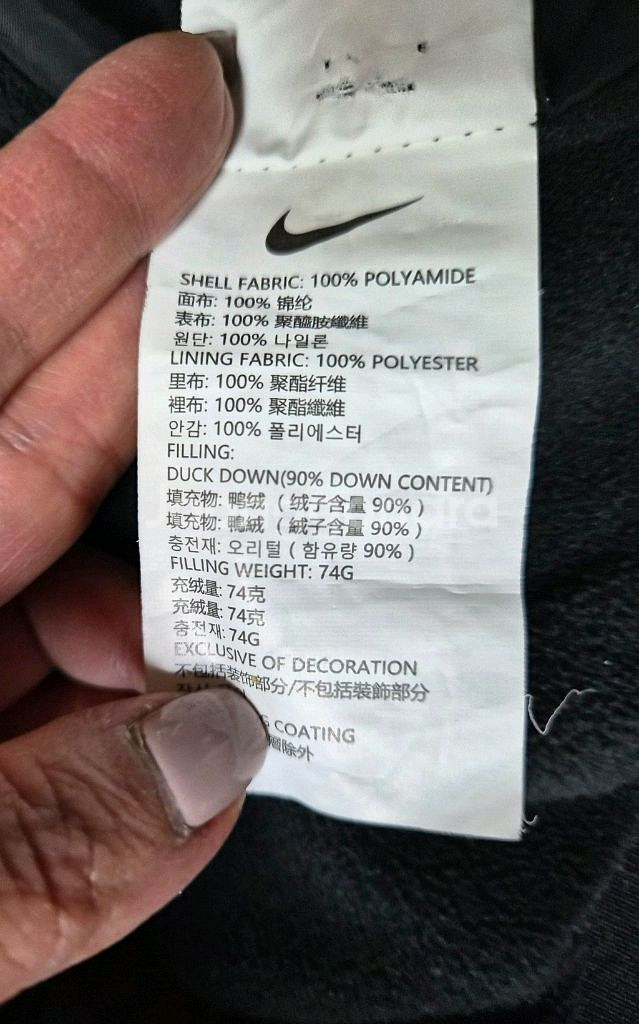 SHELL FABRIC: 100% POLYAMIDE
面布: 100% 锦纶
表布: 100% 聚醯胺纖維
원단: 100% 나일론
LINING FABRIC: 100% POLYESTER
里布: 100% 聚酯纤维
裡布: 100% 聚酯纖維
안감: 100% 폴리에스터
FILLING:
DUCK DOWN(90% DOWN CONTENT)
填充物: 鸭绒 ( 绒子含量 90% )
填充物: 鴨絨 ( 絨子含量 90% )
충전재: 오리털 ( 함유량 90% )
FILLING WEIGHT: 74G
充绒量: 74克
充絨量: 74克
충전재: 74G
EXCLUSIVE OF DECORATION
不包括装饰部分/不包括裝飾部分
COATING
層除外